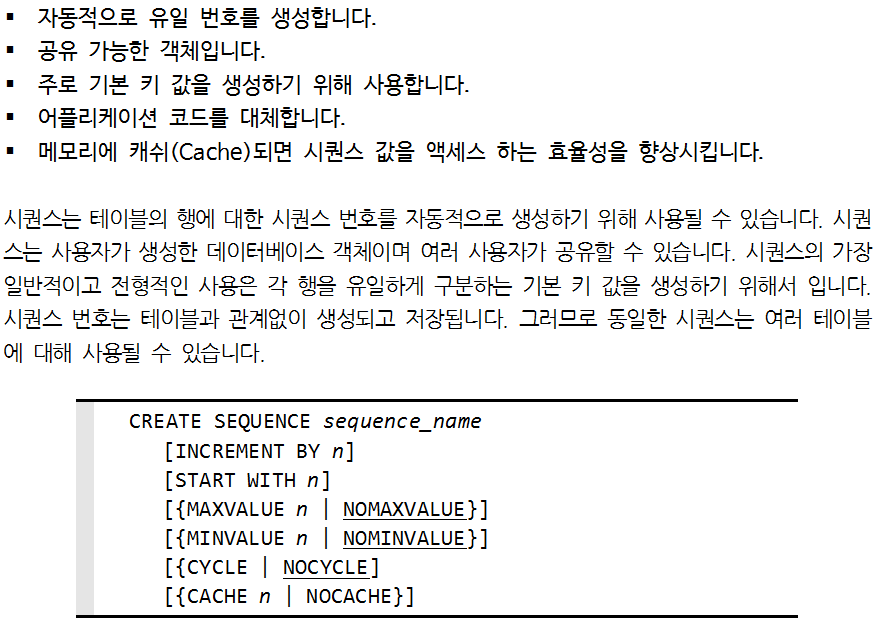 ▪ 자동적으로 유일 번호를 생성합니다.
▪ 공유 가능한 객체입니다.
▪ 주로 기본 키 값을 생성하기 위해 사용합니다.
▪ 어플리케이션 코드를 대체합니다.
▪ 메모리에 캐쉬(Cache)되면 시퀀스 값을 액세스 하는 효율성을 향상시킵니다.
시퀀스는 테이블의 행에 대한 시퀀스 번호를 자동적으로 생성하기 위해 사용될 수 있습니다. 시퀀
스는 사용자가 생성한 데이터베이스 객체이며 여러 사용자가 공유할 수 있습니다. 시퀀스의 가장
일반적이고 전형적인 사용은 각 행을 유일하게 구분하는 기본 키 값을 생성하기 위해서 입니다.
시퀀스 번호는 테이블과 관계없이 생성되고 저장됩니다. 그러므로 동일한 시퀀스는 여러 테이블
에 대해 사용될 수 있습니다.
CREATE SEQUENCE sequence_name
[INCREMENT BY n]
[START WITH n]
[{MAXVALUE n | NOMAXVALUE}]
[{MINVALUE n | NOMINVALUE}]
[{CYCLE | NOCYCLE]
[{CACHE n | NOCACHE}]